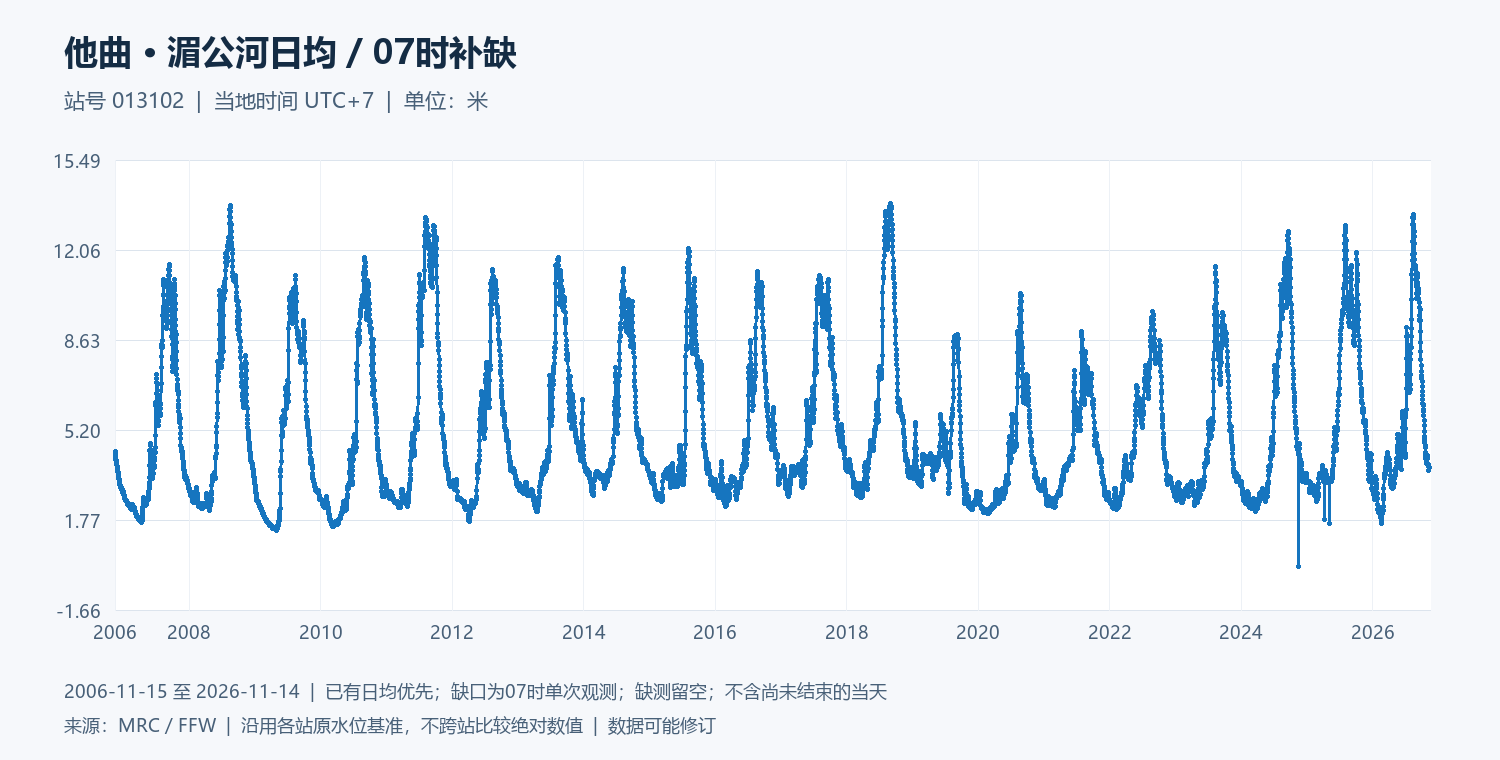 他曲・湄公河日均 / 07时补缺
站号 013102 | 当地时间 UTC+7 | 单位：米
15.49
12.06
8.63
5.20
1.77
-1.66
2006 2008 2010 2012 2014 2016 2018 2020 2022 2024 2026
2006-11-15 至 2026-11-14 | 已有日均优先；缺口为07时单次观测；缺测留空；不含尚未结束的当天
来源：MRC / FFW | 沿用各站原水位基准，不跨站比较绝对数值 | 数据可能修订